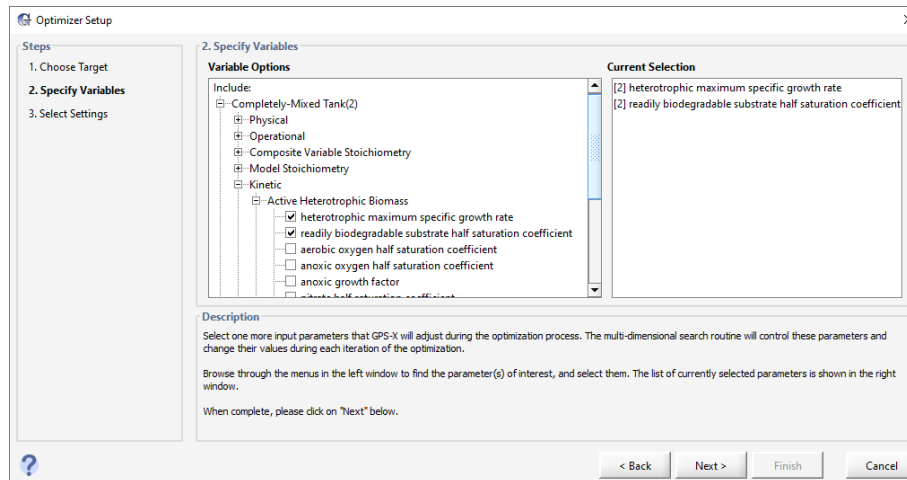 Optimizer Setup
Steps
1. Choose Target
2. Specify Variables
3. Select Settings
2. Specify Variables
Variable Options
Include:
Completely-Mixed Tank(2)
Physical
Operational
Composite Variable Stoichiometry
Model Stoichiometry
Kinetic
Active Heterotrophic Biomass
heterotrophic maximum specific growth rate
readily biodegradable substrate half saturation coefficient
aerobic oxygen half saturation coefficient
anoxic oxygen half saturation coefficient
anoxic growth factor
nitrate half saturation coefficient
Current Selection
[2] heterotrophic maximum specific growth rate
[2] readily biodegradable substrate half saturation coefficient
Description
Select one more input parameters that GPS-X will adjust during the optimization process. The multi-dimensional search routine will control these parameters and
change their values during each iteration of the optimization.
Browse through the menus in the left window to find the parameter(s) of interest, and select them. The list of currently selected parameters is shown in the right
window.
When complete, please click on "Next" below.
?
< Back
Next >
Finish
Cancel